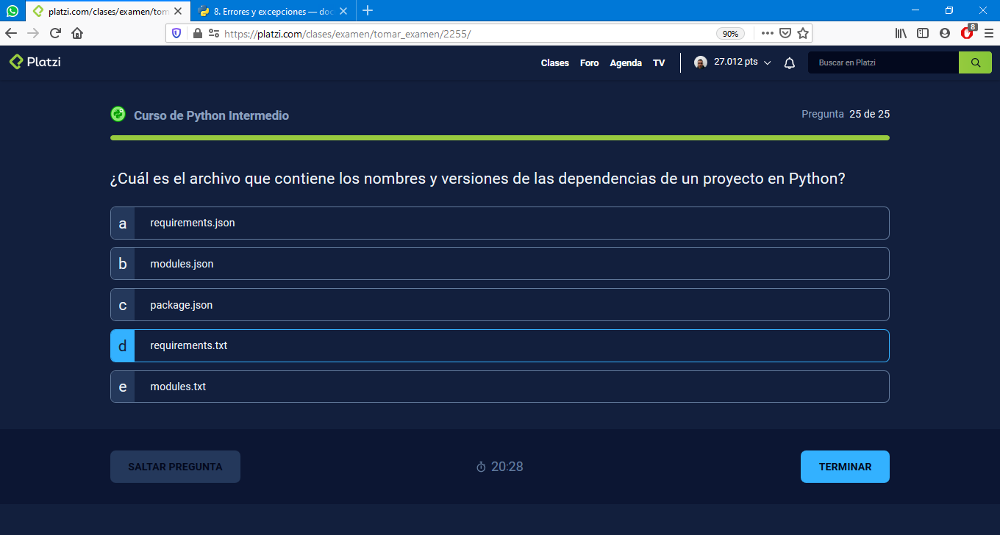 platzi.com/clases/examen/tom
8. Errores y excepciones — doc
https://platzi.com/clases/examen/tomar_examen/2255/
90%
8
Platzi
Clases
Foro
Agenda
TV
27.012 pts
Buscar en Platzi
Curso de Python Intermedio
Pregunta 25 de 25
¿Cuál es el archivo que contiene los nombres y versiones de las dependencias de un proyecto en Python?
a requirements.json
b modules.json
c package.json
d requirements.txt
e modules.txt
SALTAR PREGUNTA
20:28
TERMINAR